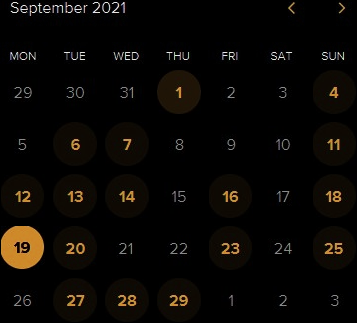 September 2021 < >
MON TUE WED THU FRI SAT SUN
29 30 31 1 2 3 4
5 6 7 8 9 10 11
12 13 14 15 16 17 18
19 20 21 22 23 24 25
26 27 28 29 1 2 3